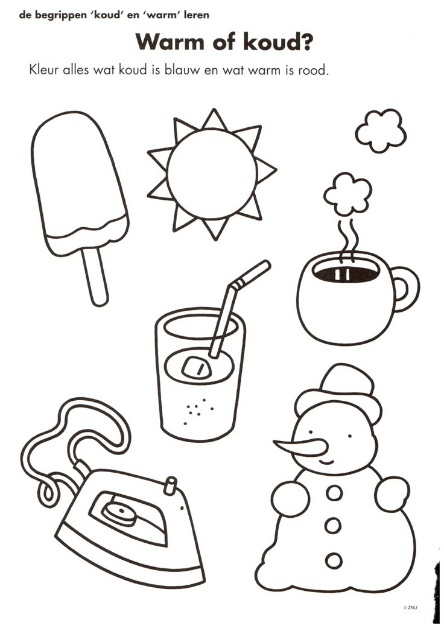 de begrippen 'koud' en 'warm' leren
Warm of koud?
Kleur alles wat koud is blauw en wat warm is rood.
© ZNU